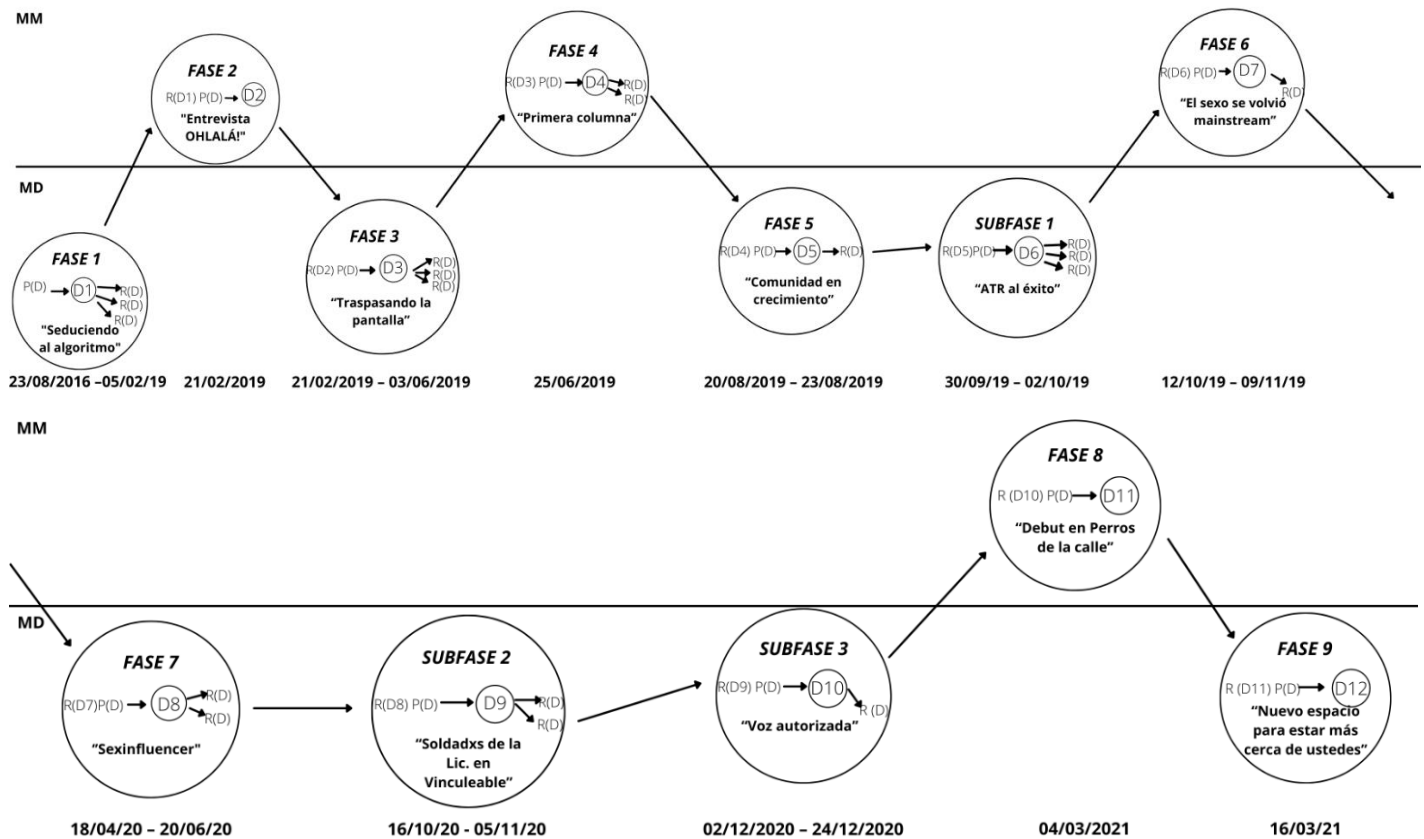 MM
FASE 2
R(D1) P(D) D2
"Entrevista
OHLALÁ!"
FASE 4
R(D3) P(D) D4 R(D)
R(D)
“Primera columna”
FASE 6
R(D6) P(D) D7
R(D)
“El sexo se volvió
mainstream”
MD
FASE 1
P(D) D1 R(D)
R(D)
R(D)
"Seduciendo
al algoritmo"
FASE 3
R(D2) P(D) D3 R(D)
R(D)
R(D)
“Traspasando la
pantalla”
FASE 5
R(D4) P(D) D5 R(D)
“Comunidad en
crecimiento”
SUBFASE 1
R(D5)P(D) D6 R(D)
R(D)
R(D)
“ATR al éxito”
23/08/2016 –05/02/19
21/02/2019
21/02/2019 – 03/06/2019
25/06/2019
20/08/2019 – 23/08/2019
30/09/19 – 02/10/19
12/10/19 – 09/11/19
MM
FASE 8
R (D10) P(D) D11
“Debut en Perros
de la calle”
MD
FASE 7
R(D7)P(D) D8 R(D)
R(D)
“Sexinfluencer"
SUBFASE 2
R(D8) P(D) D9 R(D)
R(D)
“Soldadxs de la
Lic. en
Vinculeable”
SUBFASE 3
R(D9) P(D) D10
R (D)
“Voz autorizada”
FASE 9
R (D11) P(D) D12
“Nuevo espacio
para estar más
cerca de ustedes”
18/04/20 – 20/06/20
16/10/20 - 05/11/20
02/12/2020 – 24/12/2020
04/03/2021
16/03/21